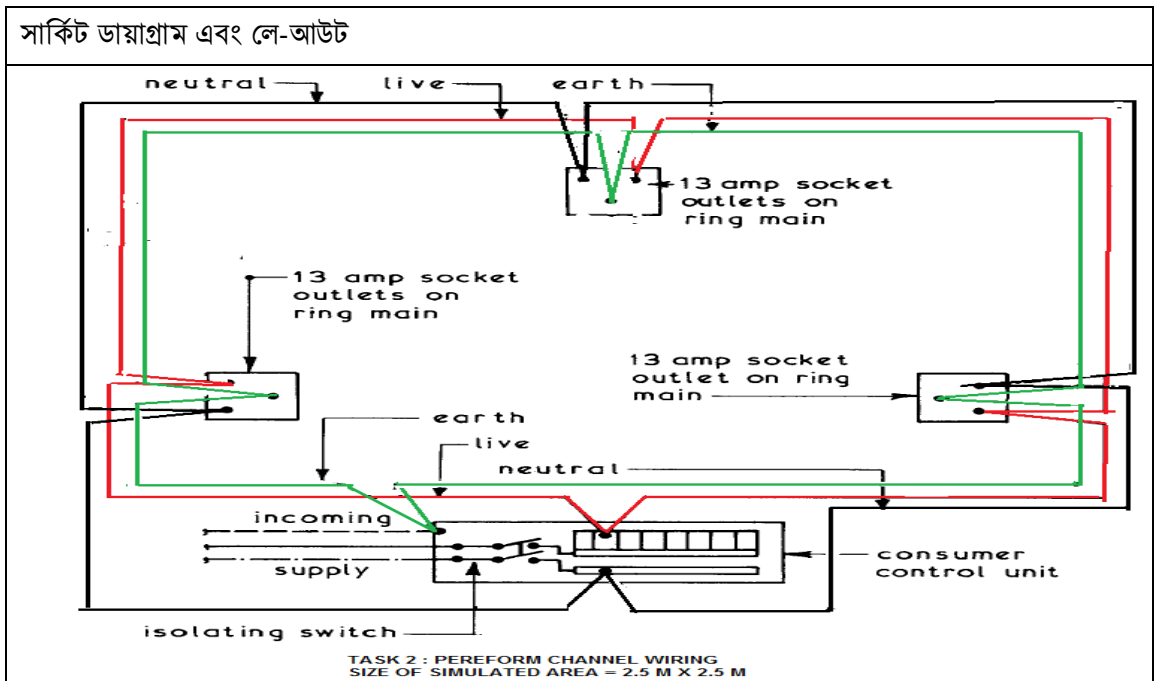 সার্কিট ডায়াগ্রাম এবং লে-আউট
neutral
live
earth
13 amp socket
outlets on
ring main
13 amp socket
outlets on
ring main
13 amp socket
outlet on ring
main
earth
live
neutral
incoming
supply
consumer
control unit
isolating switch
TASK 2 : PEREFORM CHANNEL WIRING
SIZE OF SIMULATED AREA = 2.5 M X 2.5 M